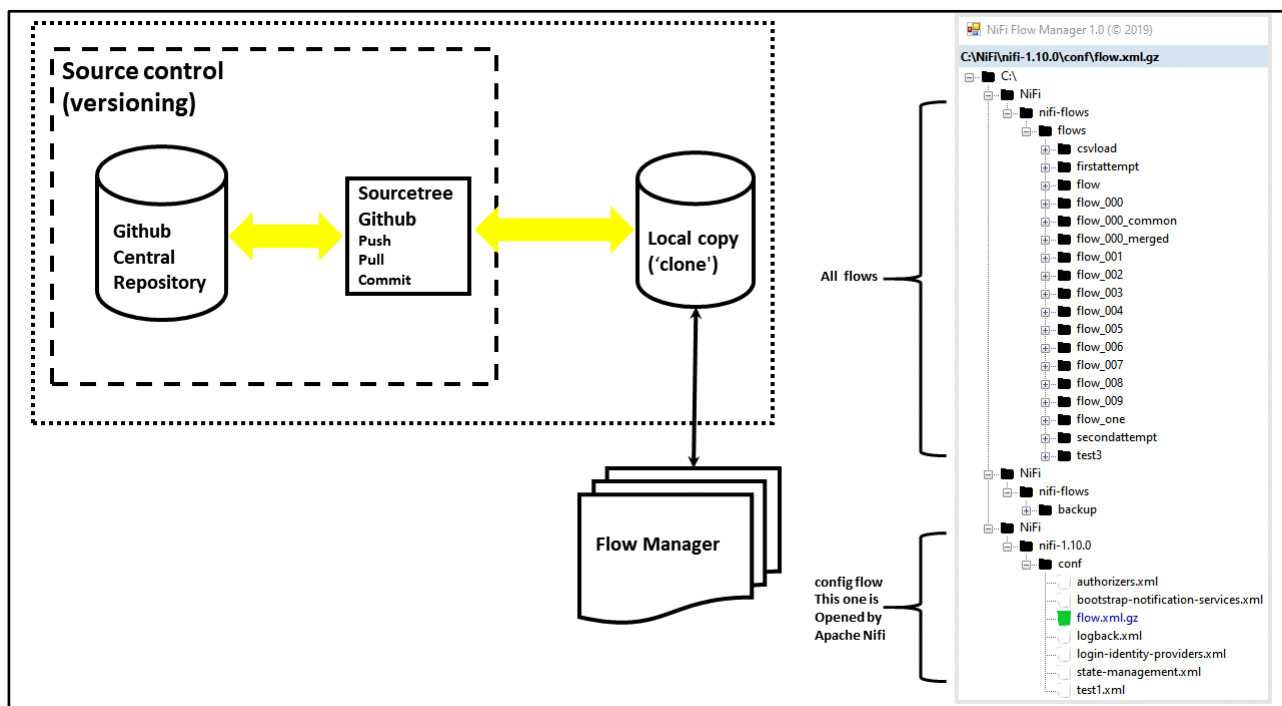 Source control
(versioning)
Github
Central
Repository
Sourcetree
Github
Push
Pull
Commit
Local copy
(‘clone')
Flow Manager
All flows
config flow
This one is
Opened by
Apache Nifi
NiFi Flow Manager 1.0 (© 2019)
C:\NiFi\nifi-1.10.0\conf\flow.xml.gz
C:\
NiFi
nifi-flows
flows
csvload
firstattempt
flow
flow_000
flow_000_common
flow_000_merged
flow_001
flow_002
flow_003
flow_004
flow_005
flow_006
flow_007
flow_008
flow_009
flow_one
secondattempt
test3
NiFi
nifi-flows
backup
NiFi
nifi-1.10.0
conf
authorizers.xml
bootstrap-notification-services.xml
flow.xml.gz
logback.xml
login-identity-providers.xml
state-management.xml
test1.xml